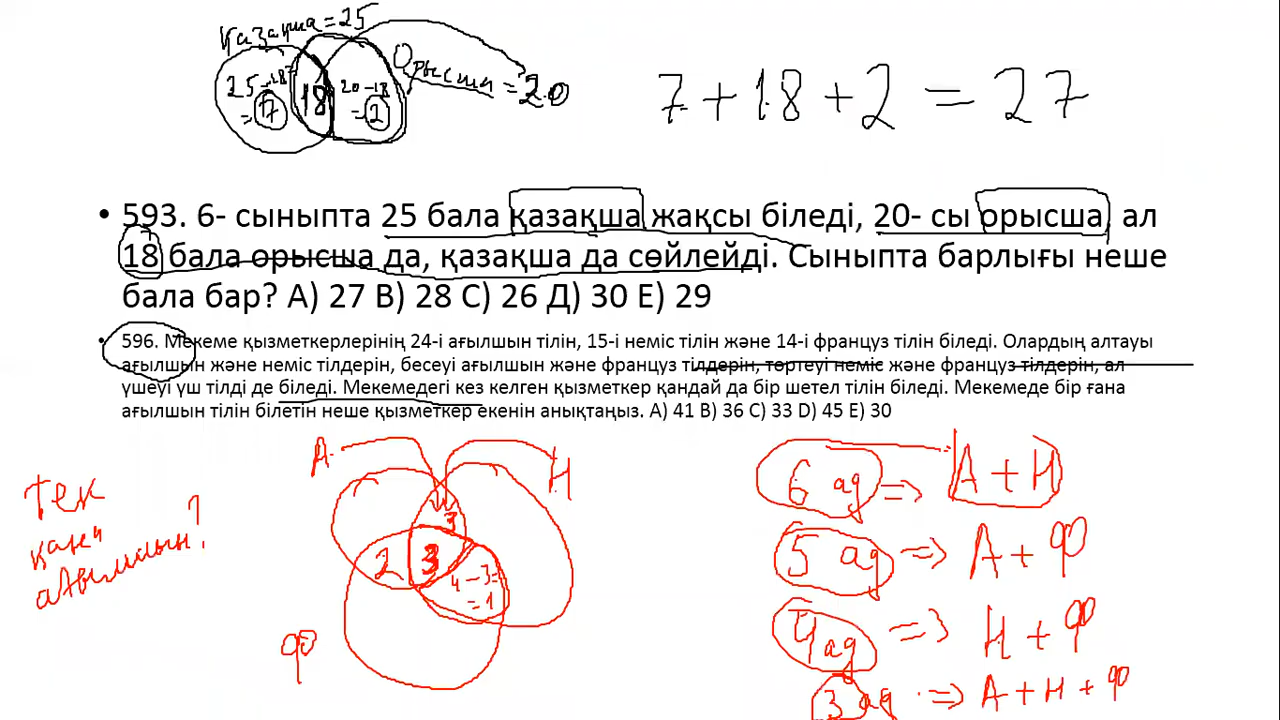 Қазақша = 25
Орысша = 20
25 - 18 = 7
18
20 - 18 = 2
7 + 18 + 2 = 27
• 593. 6- сыныпта 25 бала қазақша жақсы біледі, 20- сы орысша, ал
18 бала орысша да, қазақша да сөйлейді. Сыныпта барлығы неше
бала бар? А) 27 В) 28 С) 26 Д) 30 Е) 29
• 596. Мекеме қызметкерлерінің 24-і ағылшын тілін, 15-і неміс тілін және 14-і француз тілін біледі. Олардың алтауы
ағылшын және неміс тілдерін, бесеуі ағылшын және француз тілдерін, төртеуі неміс және француз тілдерін, ал
үшеуі үш тілді де біледі. Мекемедегі кез келген қызметкер қандай да бір шетел тілін біледі. Мекемеде бір ғана
ағылшын тілін білетін неше қызметкер екенін анықтаңыз. A) 41 B) 36 C) 33 D) 45 E) 30
Тек
ағылшын?
А
Н
3
2
3
4 - 3 =
= 1
Ф
6 ад => А + Н
5 ад => А + Ф
4 ад => Н + Ф
3 ад => А + Н + Ф